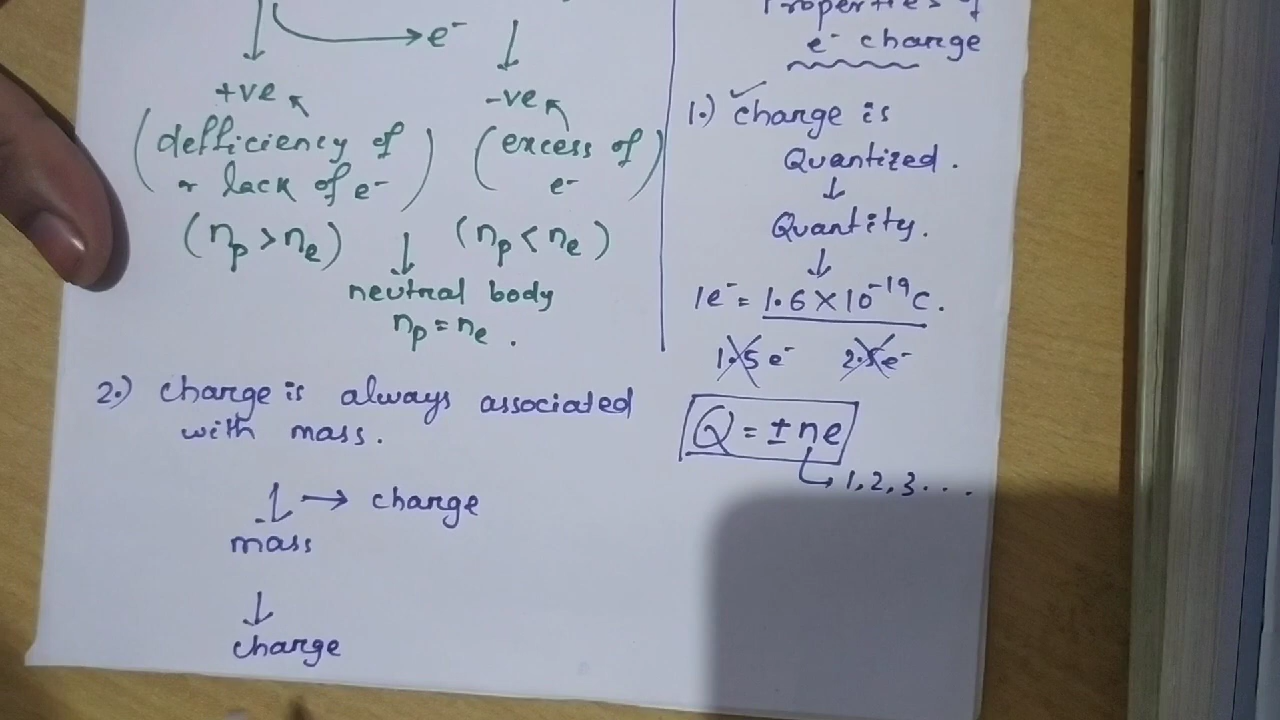 → e⁻
+ve
-ve
(defficiency of
or lack of e⁻)
(excess of
e⁻)
(np > ne)
(np < ne)
neutral body
np = ne .
2.) charge is always associated
with mass.
→ charge
mass
charge
Properties of
e⁻ charge
1.) charge is
Quantized.
↓
Quantity.
↓
1e⁻ = 1.6 × 10⁻¹⁹ C.
1.5 e⁻ 2.5e⁻
Q = ± ne
1, 2, 3 . . .